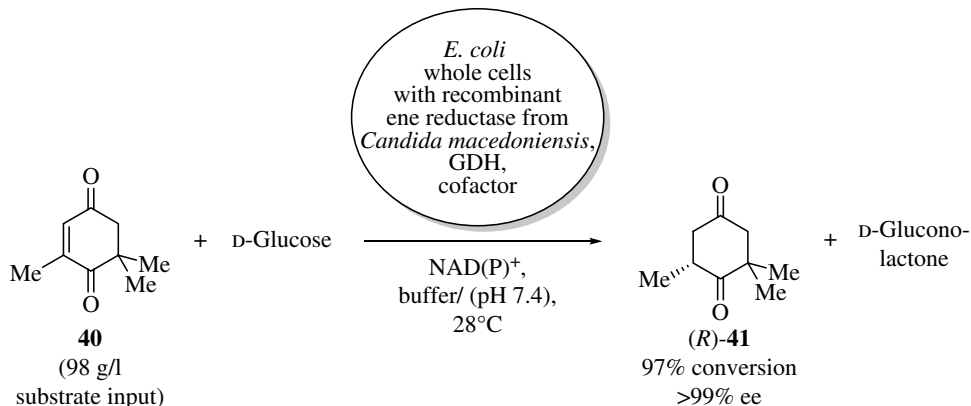 E. coli
whole cells
with recombinant
ene reductase from
Candida macedoniensis,
GDH,
cofactor
O
Me
O
Me
Me
40
(98 g/l
substrate input)
+
D-Glucose
NAD(P)+,
buffer/ (pH 7.4),
28°C
O
Me
O
Me
Me
(R)-41
97% conversion
>99% ee
+
D-Glucono-
lactone